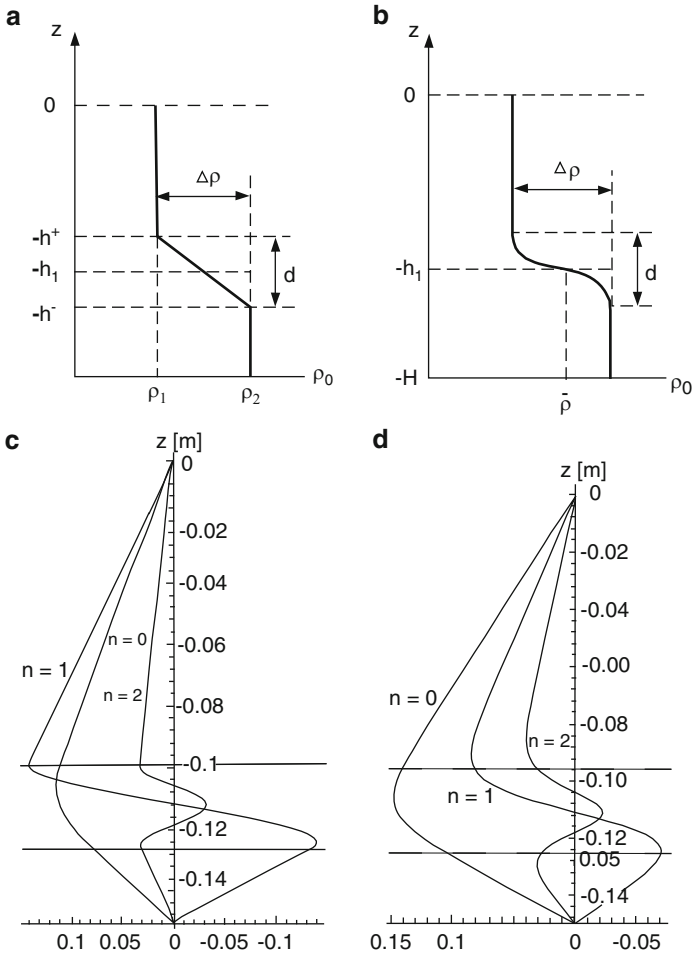 a
z
0
Δρ
-h⁺
-h₁
-h⁻
d
ρ₁
ρ₂
ρ₀
b
z
0
Δρ
-h₁
d
-H
ρ̄
ρ₀
c
z [m]
0
-0.02
-0.04
-0.06
-0.08
-0.1
-0.12
-0.14
n = 1
n = 0
n = 2
0.1 0.05 0 -0.05 -0.1
d
z [m]
0
-0.02
-0.04
-0.00
-0.08
-0.10
-0.12
0.05
-0.14
n = 0
n = 2
n = 1
0.15 0.1 0 -0.05